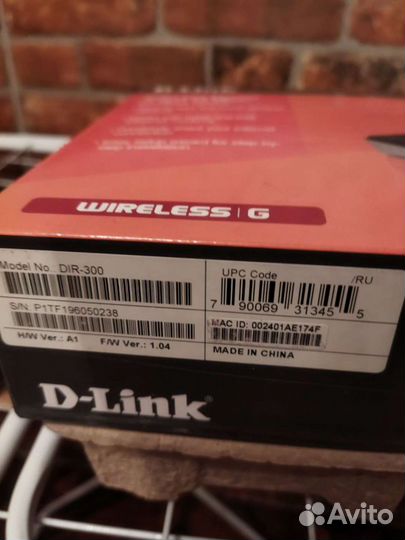 D-Link
WIRELESS | G
Model No. DIR-300
S/N. P1TF196050238
H/W Ver.: A1 F/W Ver.: 1.04
UPC Code /RU
7 90069 31345 5
MAC ID: 002401AE174F
MADE IN CHINA
D-Link
Avito